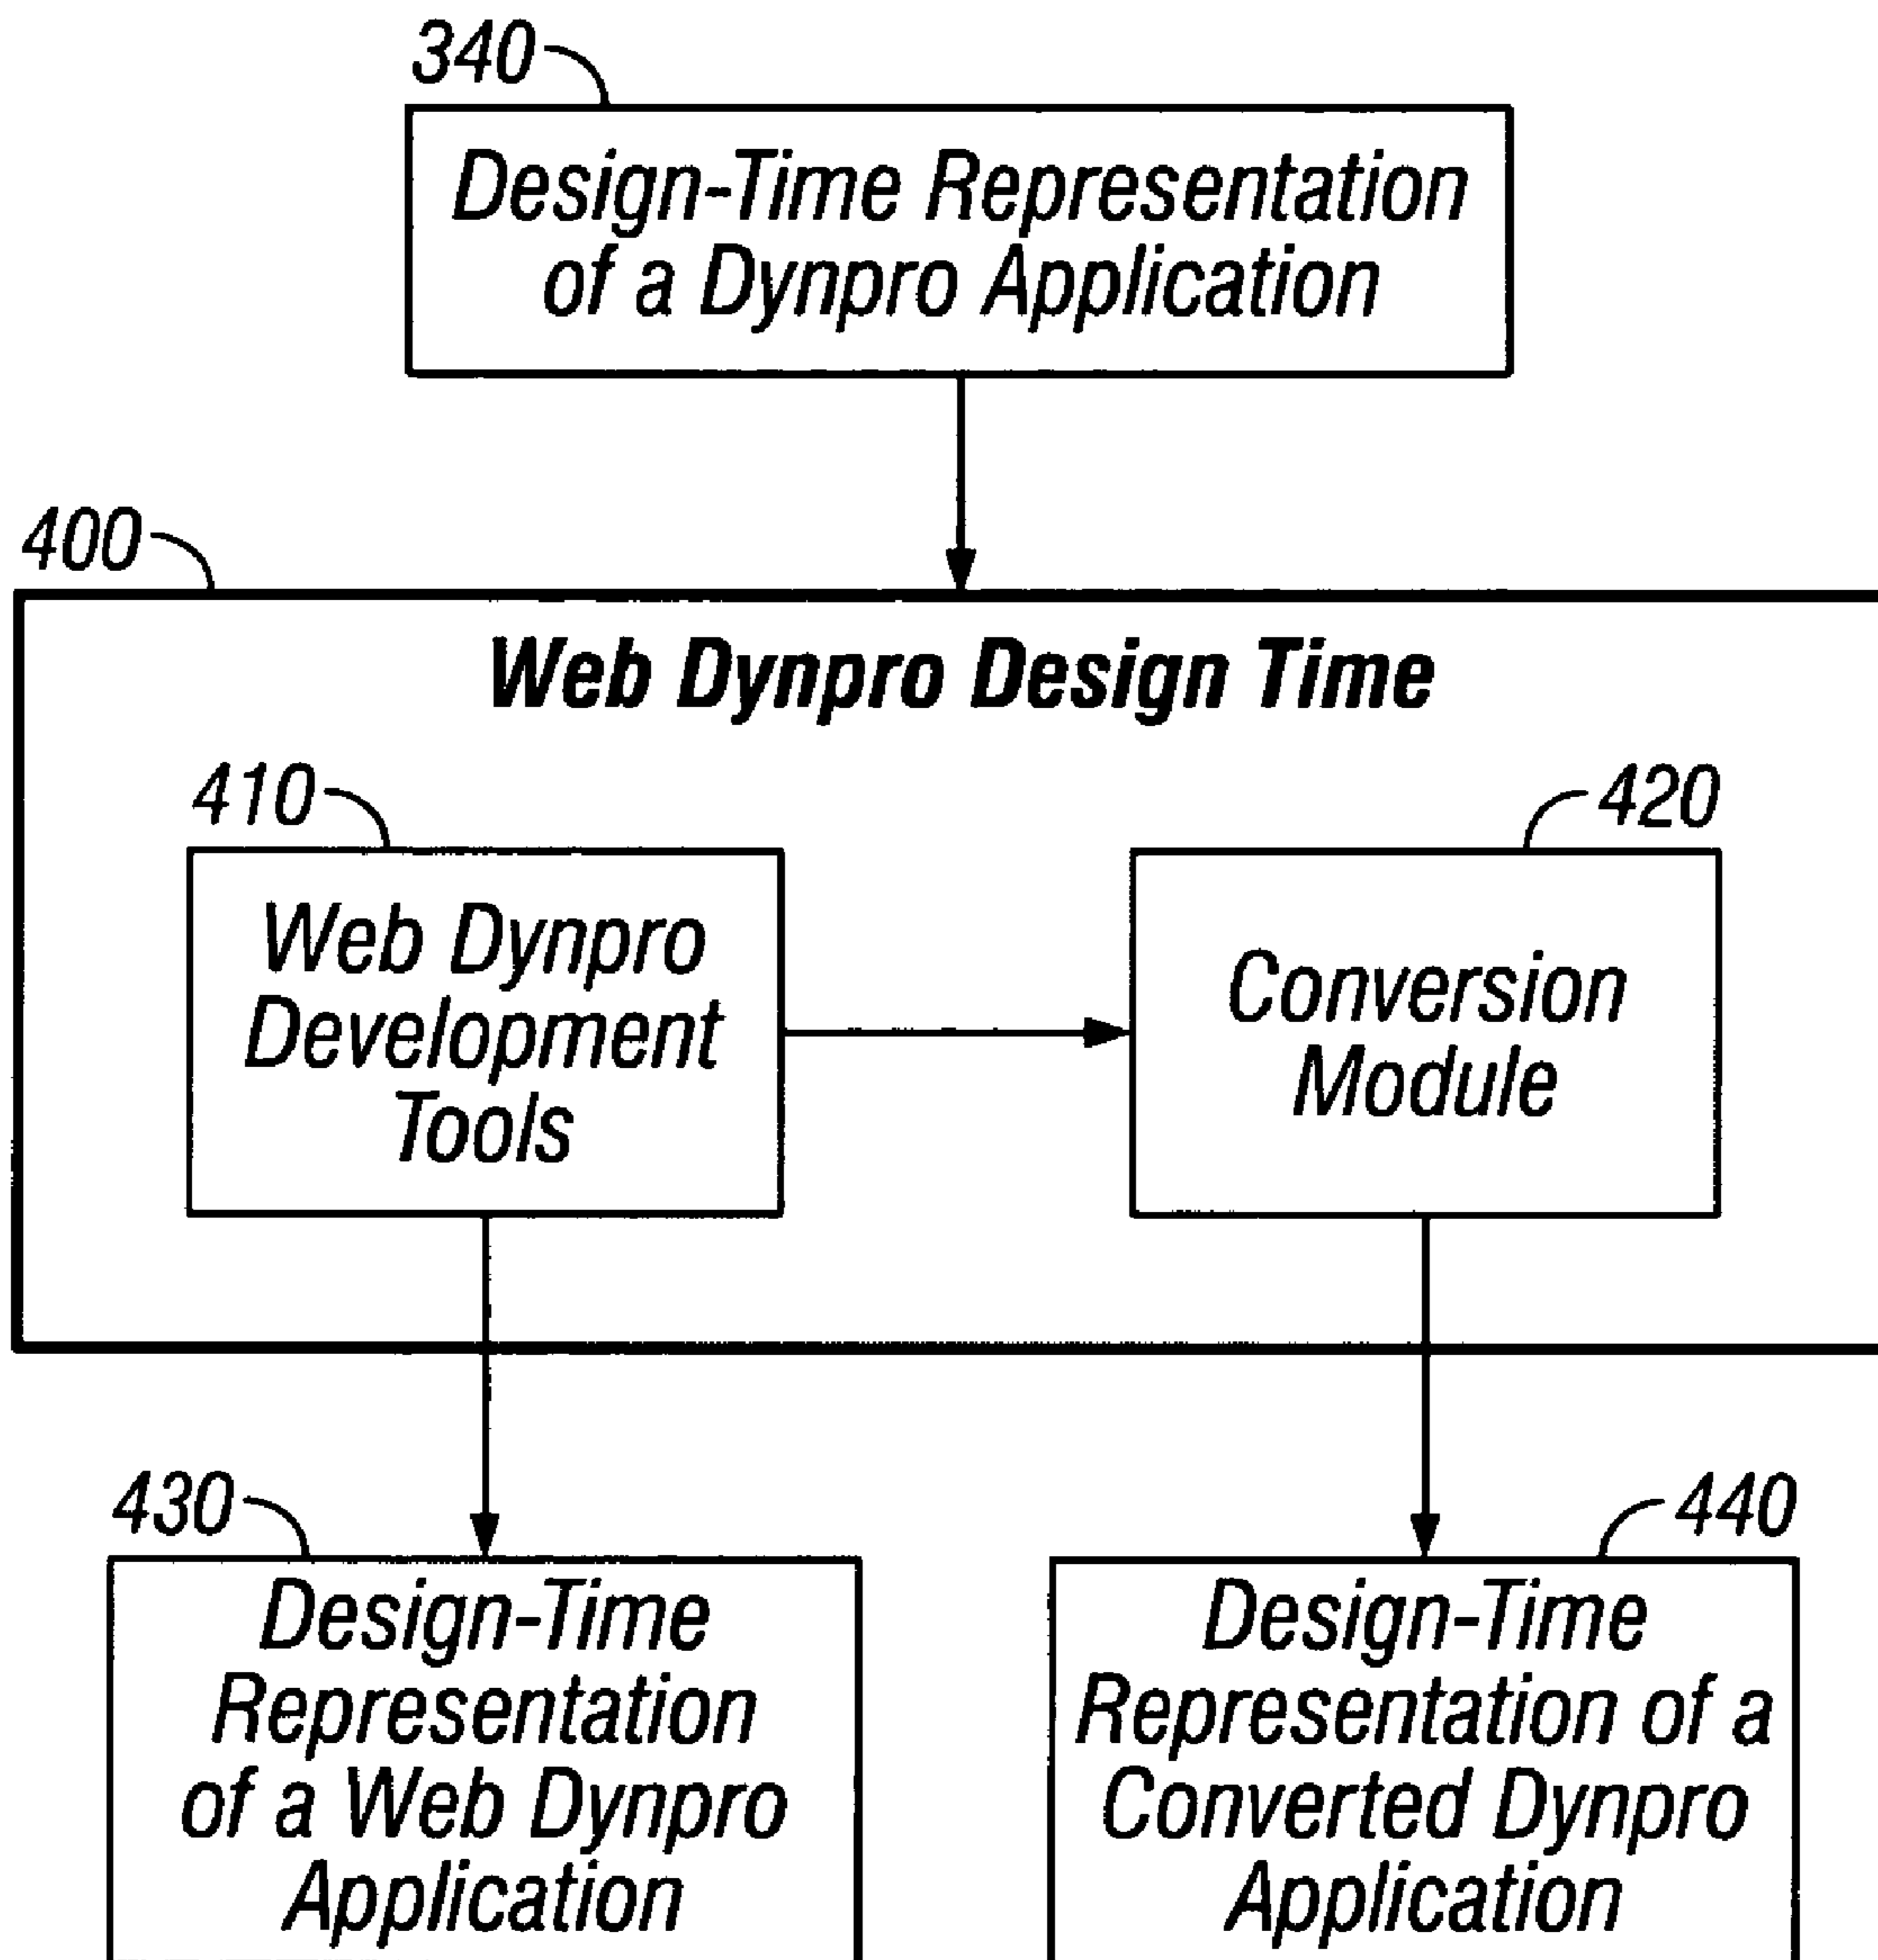 340
Design-Time Representation
of a Dynpro Application
400
Web Dynpro Design Time
410
420
Web Dynpro
Development
Tools
Conversion
Module
430
440
Design-Time
Representation
of a Web Dynpro
Application
Design-Time
Representation of a
Converted Dynpro
Application